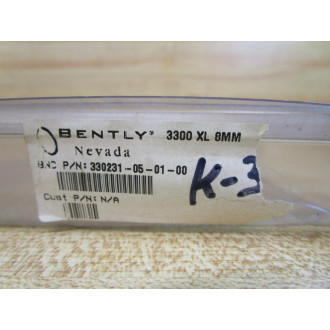 BENTLY® 3300 XL 8MM
Nevada
BNC P/N: 330231-05-01-00
K-3
Cust P/N: N/A